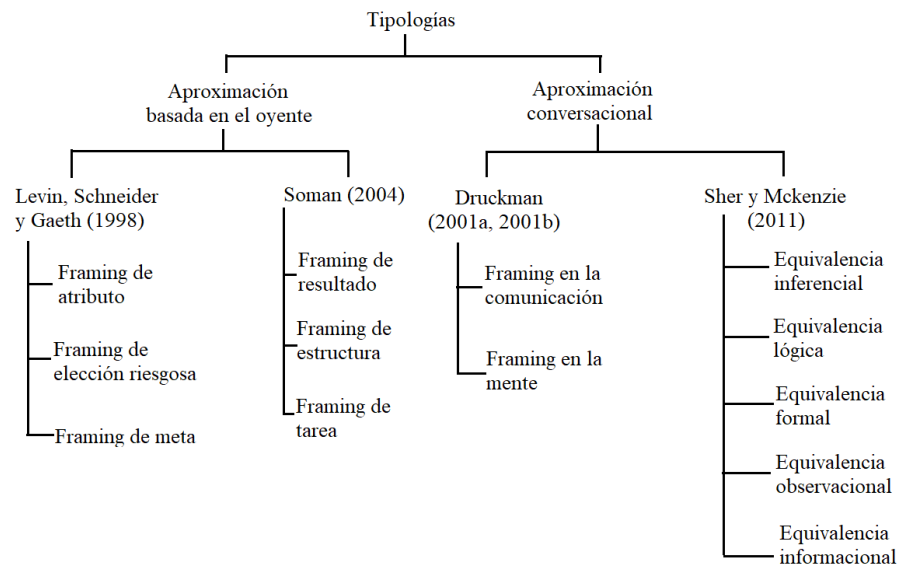 Tipologías
Aproximación
basada en el oyente
Aproximación
conversacional
Levin, Schneider
y Gaeth (1998)
Framing de
atributo
Framing de
elección riesgosa
Framing de meta
Soman (2004)
Framing de
resultado
Framing de
estructura
Framing de
tarea
Druckman
(2001a, 2001b)
Framing en la
comunicación
Framing en la
mente
Sher y Mckenzie
(2011)
Equivalencia
inferencial
Equivalencia
lógica
Equivalencia
formal
Equivalencia
observacional
Equivalencia
informacional